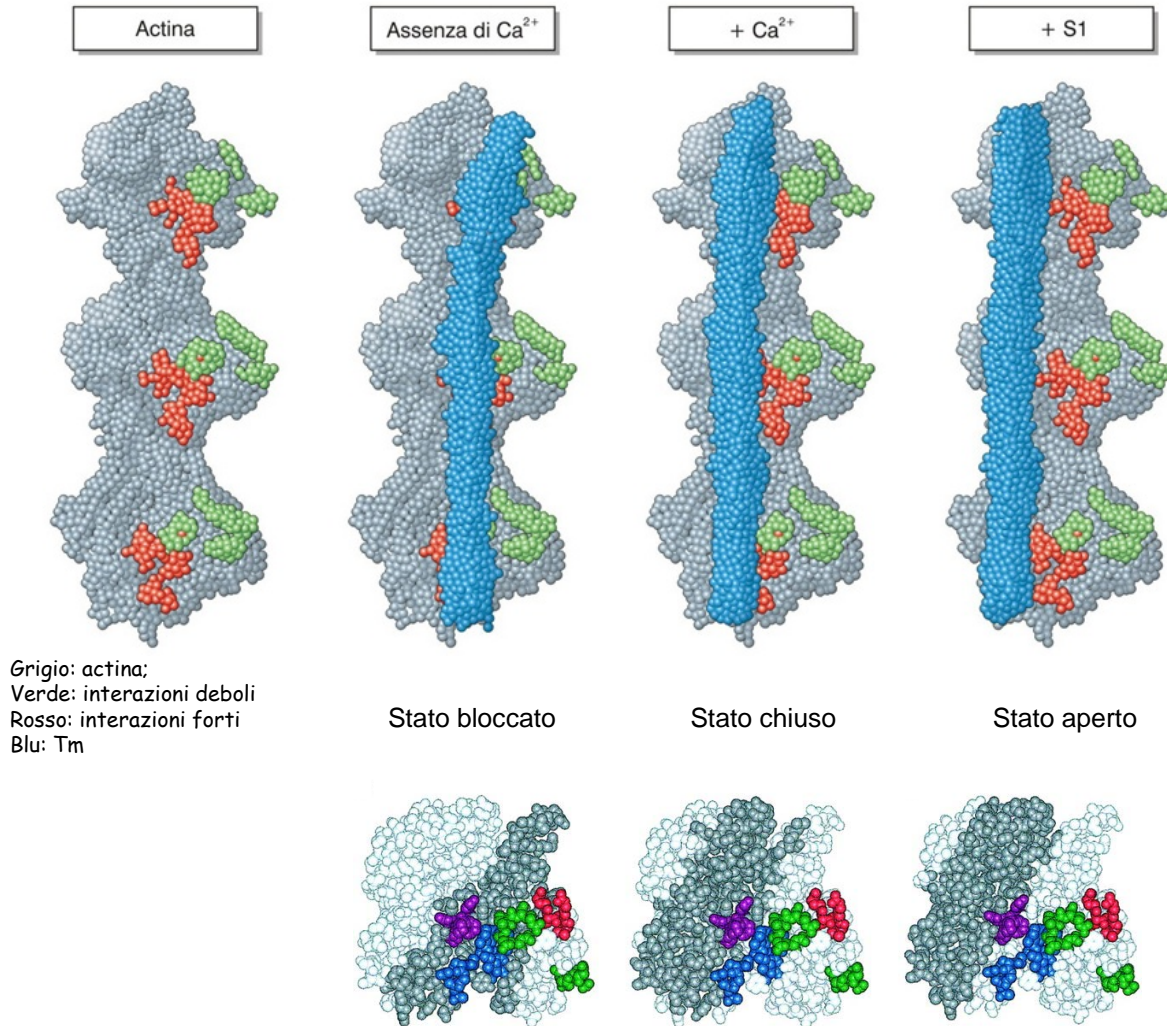 Actina
Assenza di Ca²⁺
+ Ca²⁺
+ S1
Grigio: actina;
Verde: interazioni deboli
Rosso: interazioni forti
Blu: Tm
Stato bloccato
Stato chiuso
Stato aperto